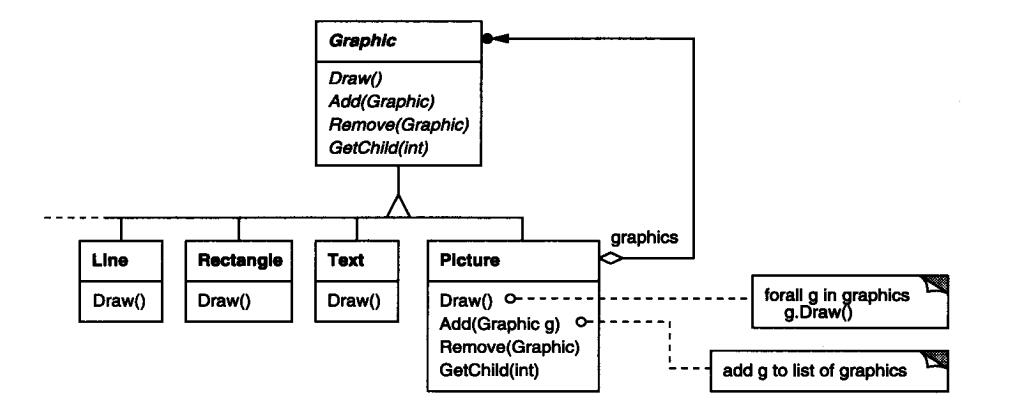 Graphic
Draw()
Add(Graphic)
Remove(Graphic)
GetChild(int)
graphics
Line
Draw()
Rectangle
Draw()
Text
Draw()
Picture
Draw()
Add(Graphic g)
Remove(Graphic)
GetChild(int)
forall g in graphics
g.Draw()
add g to list of graphics